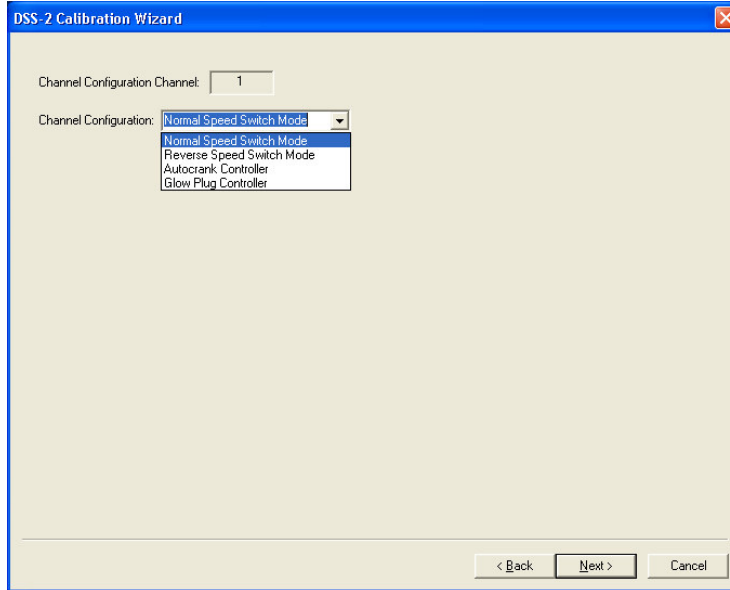 DSS-2 Calibration Wizard
Channel Configuration Channel: 1
Channel Configuration: Normal Speed Switch Mode
Normal Speed Switch Mode
Reverse Speed Switch Mode
Autocrank Controller
Glow Plug Controller
< Back Next > Cancel